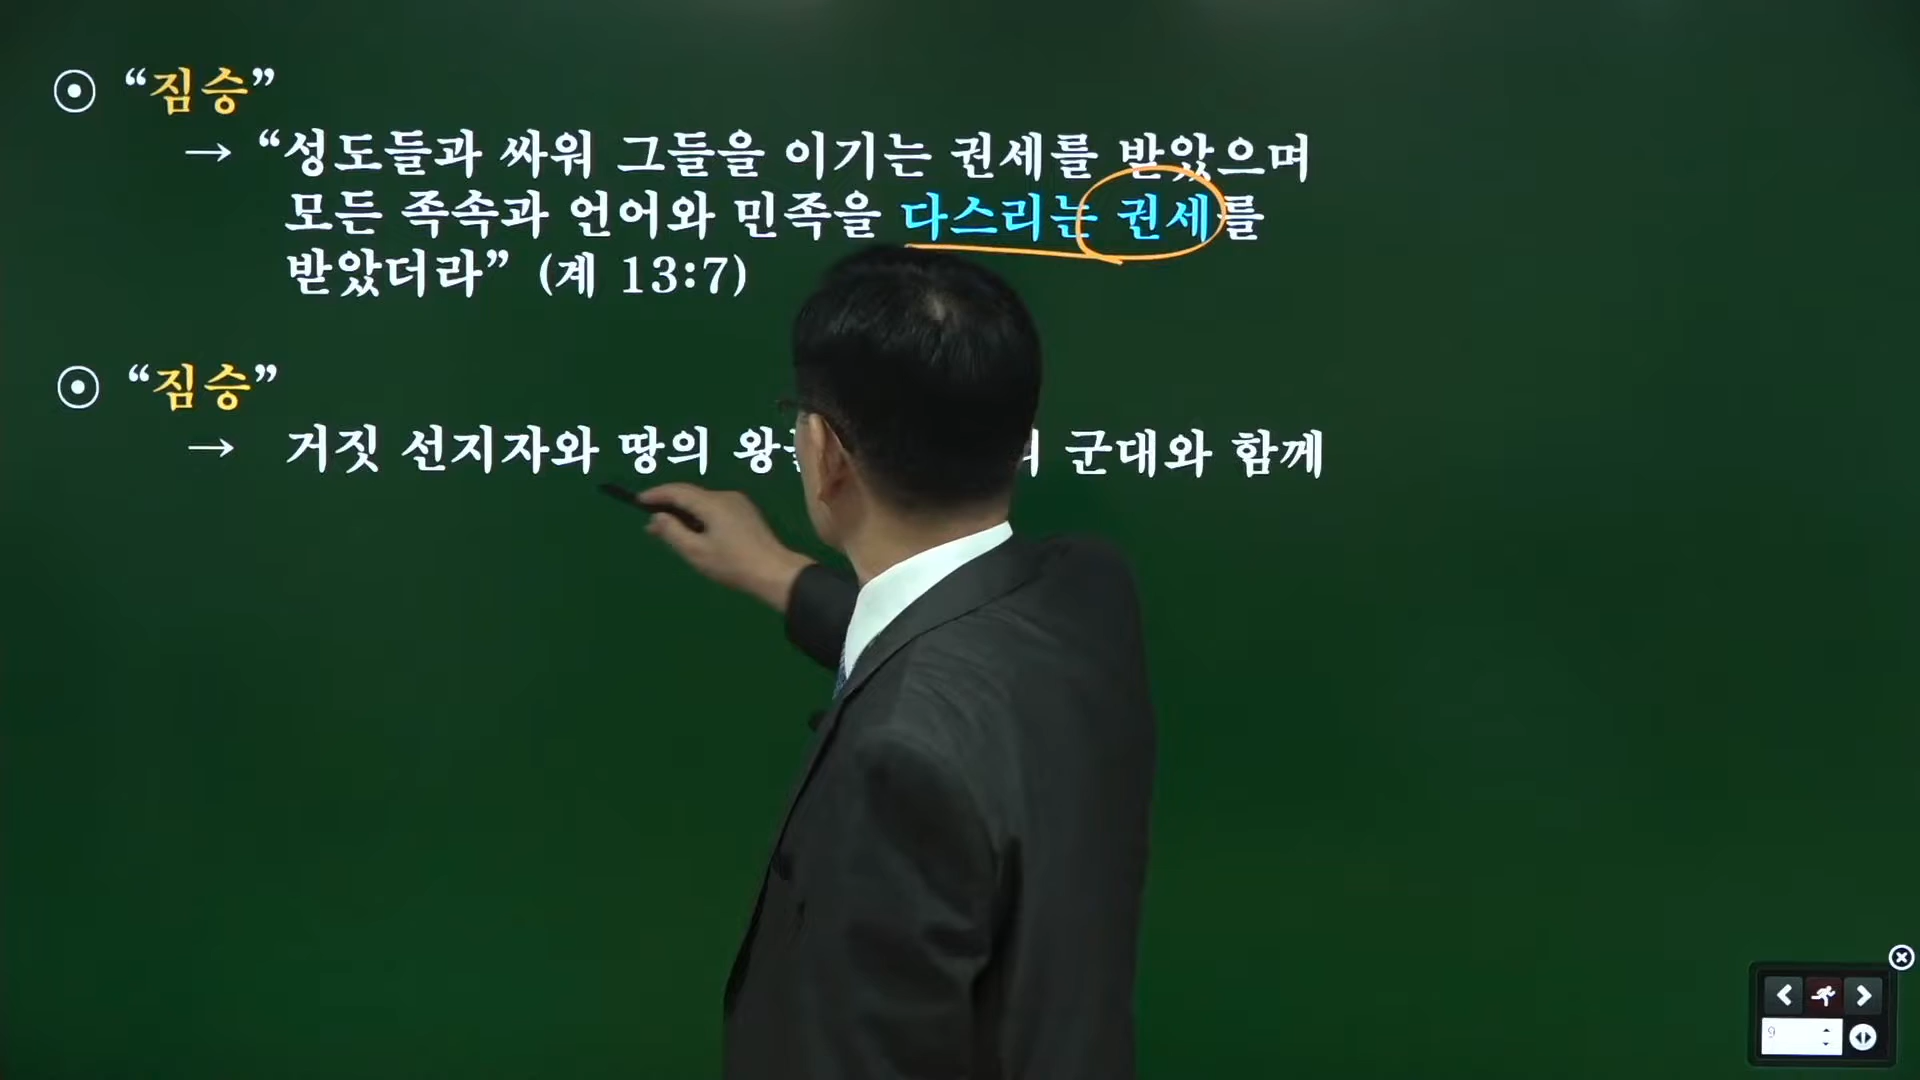 ⊙ “짐승”
→ “성도들과 싸워 그들을 이기는 권세를 받았으며
모든 족속과 언어와 민족을 다스리는 권세를
받았더라” (계 13:7)
⊙ “짐승”
→ 거짓 선지자와 땅의 군대와 함께
9